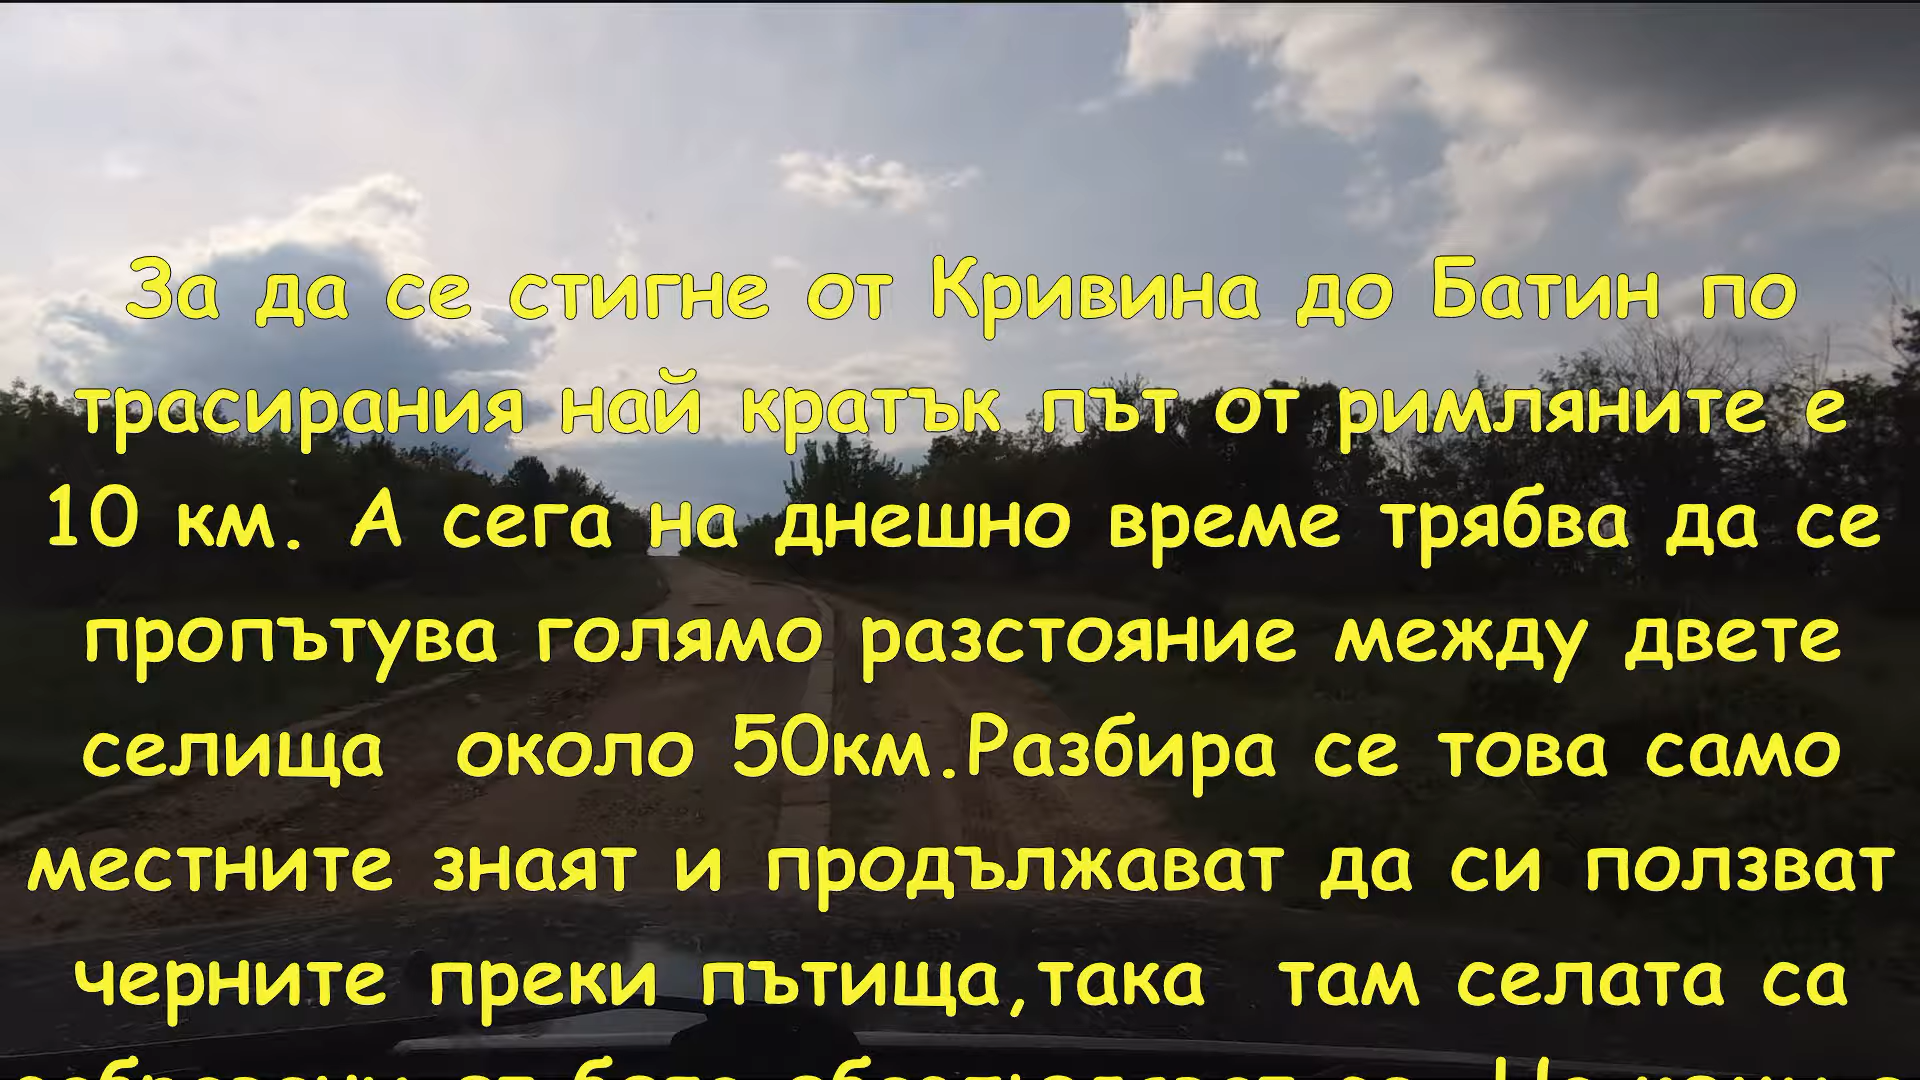 За да се стигне от Кривина до Батин по
трасирания най кратък път от римляните е
10 км. А сега на днешно време трябва да се
пропътува голямо разстояние между двете
селища  около 50км.Разбира се това само
местните знаят и продължават да си ползват
черните преки пътища,така  там селата са